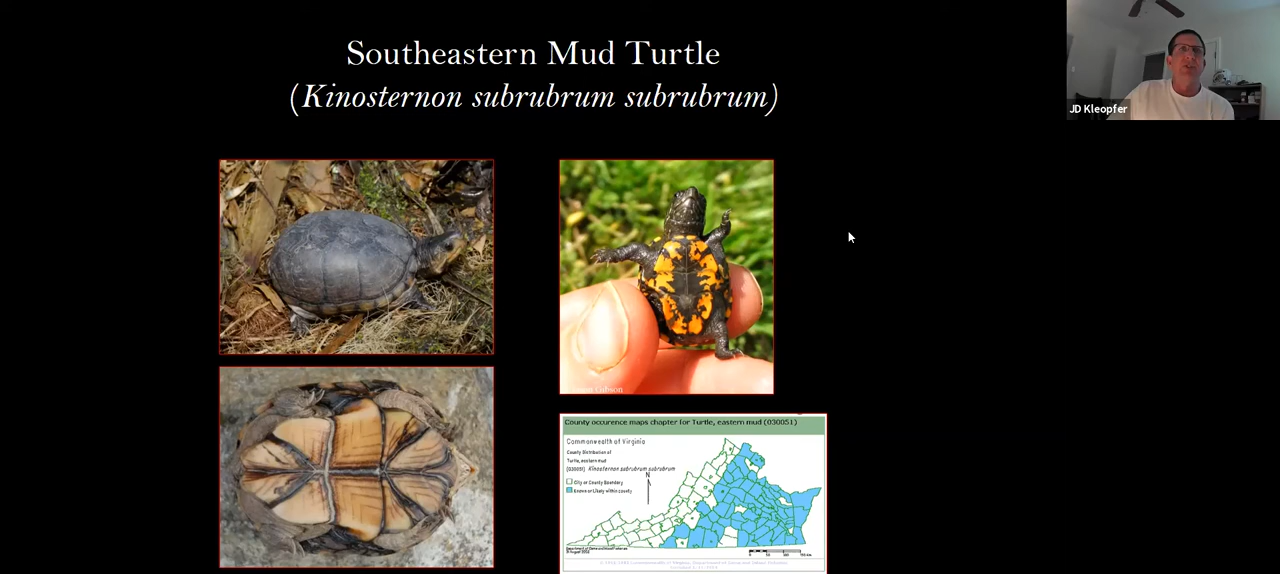 Southeastern Mud Turtle
(Kinosternon subrubrum subrubrum)
JD Kleopfer
Gibson
County occurence maps chapter for Turtle, eastern mud (030051)
Commonwealth of Virginia
County Distribution of
Turtle, eastern mud
(030051) Kinosternon subrubrum subrubrum
N
City or County Boundary
Known or Likely within county